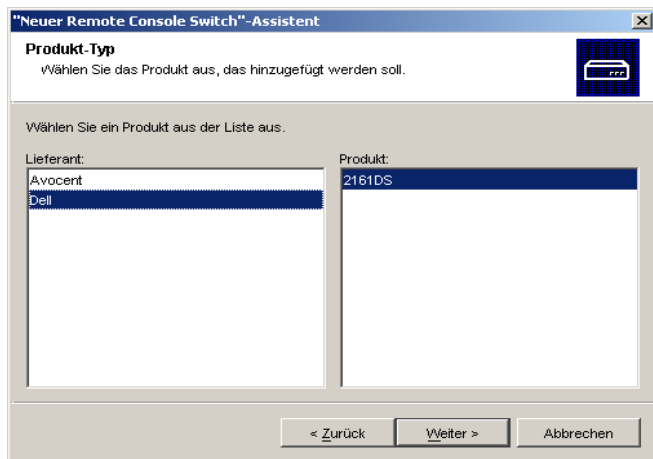 "Neuer Remote Console Switch"-Assistent
Produkt-Typ
Wählen Sie das Produkt aus, das hinzugefügt werden soll.
Wählen Sie ein Produkt aus der Liste aus.
Lieferant: Produkt:
Avocent 2161DS
Dell
< Zurück Weiter > Abbrechen